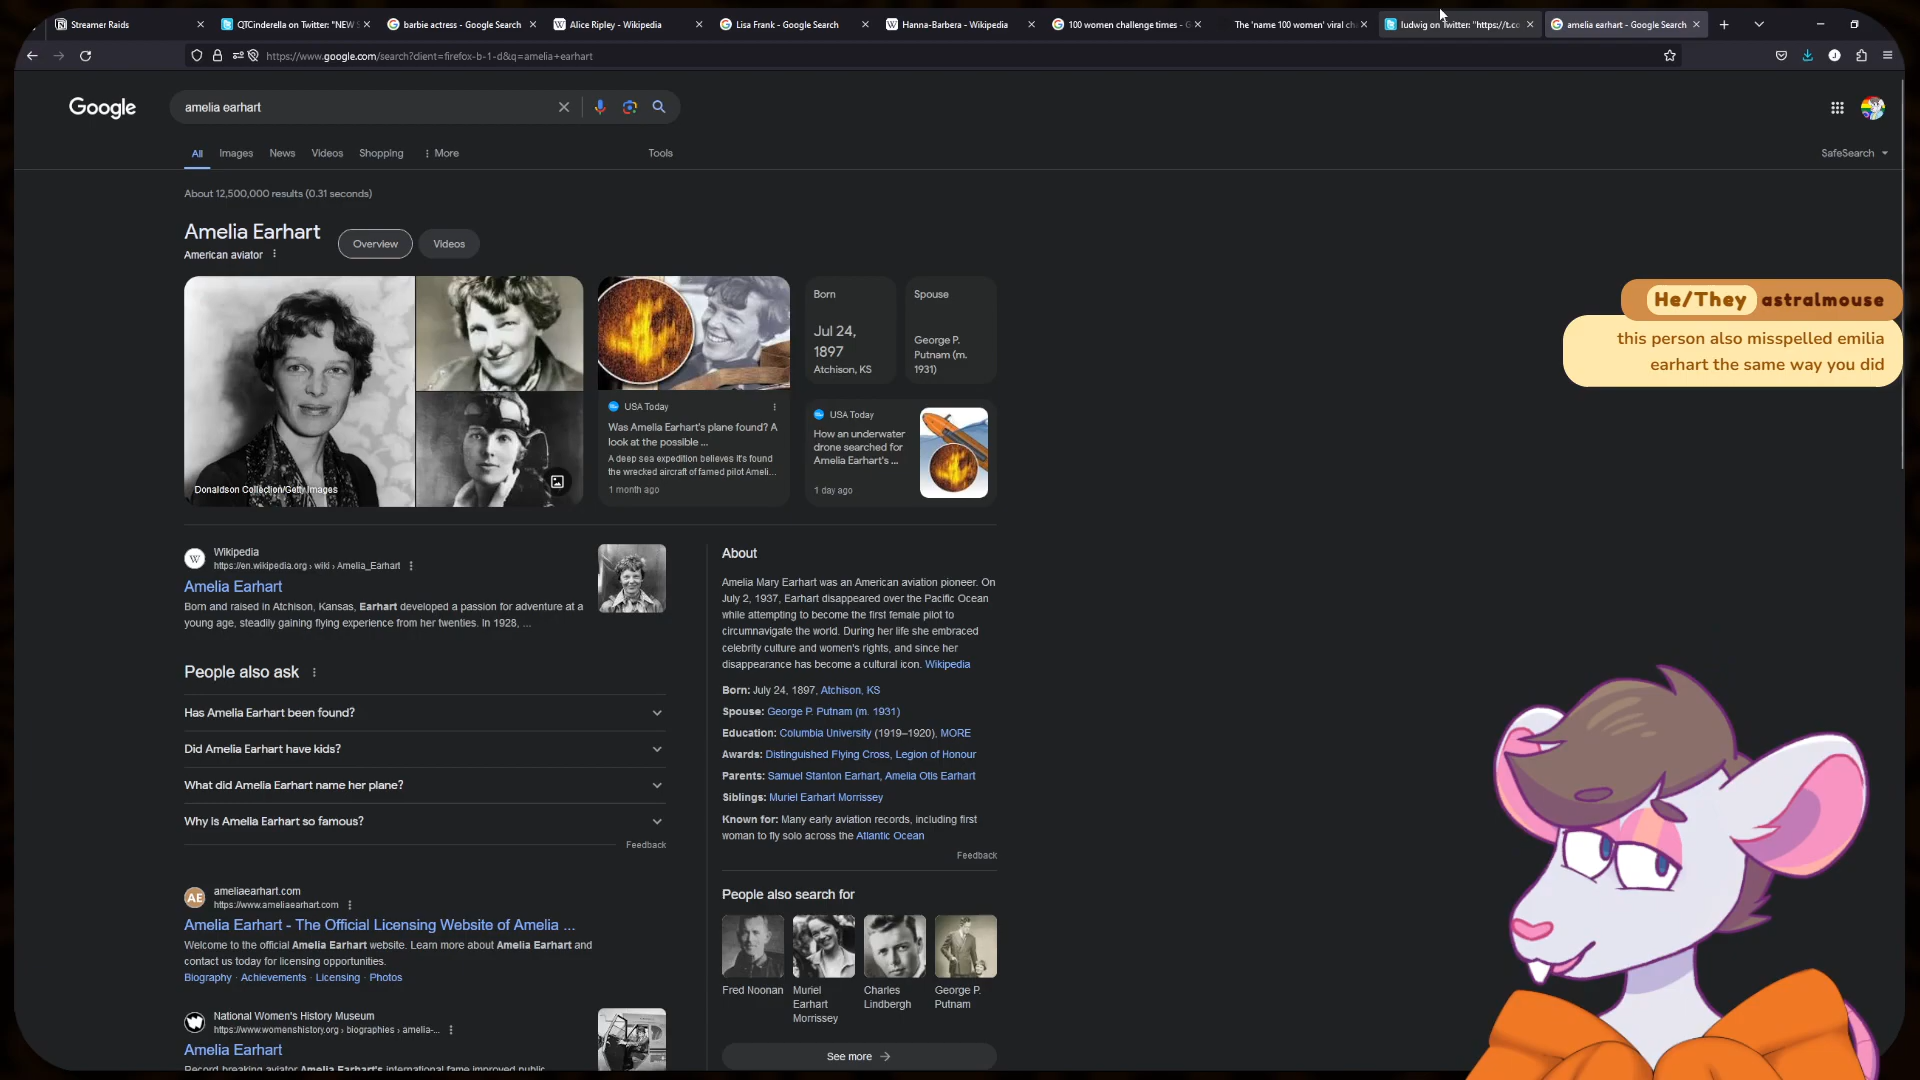 Streamer Raids
QTCinderella on Twitter: "NEW S
barbie actress - Google Search
Alice Ripley - Wikipedia
Lisa Frank - Google Search
Hanna-Barbera - Wikipedia
100 women challenge times - G
The 'name 100 women' viral cha
ludwig on Twitter: "https://t.co
amelia earhart - Google Search
https://www.google.com/search?client=firefox-b-1-d&q=amelia+earhart
Google
amelia earhart
All
Images
News
Videos
Shopping
More
Tools
SafeSearch
About 12,500,000 results (0.31 seconds)
Amelia Earhart
American aviator
Overview
Videos
Donaldson Collection/Getty Images
USA Today
Was Amelia Earhart's plane found? A
look at the possible ...
A deep sea expedition believes it's found
the wrecked aircraft of famed pilot Ameli...
1 month ago
Born
Jul 24,
1897
Atchison, KS
Spouse
George P.
Putnam (m.
1931)
USA Today
How an underwater
drone searched for
Amelia Earhart's ...
1 day ago
He/They astralmouse
this person also misspelled emilia
earhart the same way you did
Wikipedia
https://en.wikipedia.org › wiki › Amelia_Earhart
Amelia Earhart
Born and raised in Atchison, Kansas, Earhart developed a passion for adventure at a
young age, steadily gaining flying experience from her twenties. In 1928, ...
People also ask
Has Amelia Earhart been found?
Did Amelia Earhart have kids?
What did Amelia Earhart name her plane?
Why is Amelia Earhart so famous?
Feedback
AE
ameliaearhart.com
https://www.ameliaearhart.com
Amelia Earhart - The Official Licensing Website of Amelia ...
Welcome to the official Amelia Earhart website. Learn more about Amelia Earhart and
contact us today for licensing opportunities.
Biography · Achievements · Licensing · Photos
National Women's History Museum
https://www.womenshistory.org › biographies › amelia-...
Amelia Earhart
Record-breaking aviator Amelia Earhart's international fame improved public
About
Amelia Mary Earhart was an American aviation pioneer. On
July 2, 1937, Earhart disappeared over the Pacific Ocean
while attempting to become the first female pilot to
circumnavigate the world. During her life she embraced
celebrity culture and women's rights, and since her
disappearance has become a cultural icon. Wikipedia
Born: July 24, 1897, Atchison, KS
Spouse: George P. Putnam (m. 1931)
Education: Columbia University (1919–1920), MORE
Awards: Distinguished Flying Cross, Legion of Honour
Parents: Samuel Stanton Earhart, Amelia Otis Earhart
Siblings: Muriel Earhart Morrissey
Known for: Many early aviation records, including first
woman to fly solo across the Atlantic Ocean
Feedback
People also search for
Fred Noonan
Muriel
Earhart
Morrissey
Charles
Lindbergh
George P.
Putnam
See more